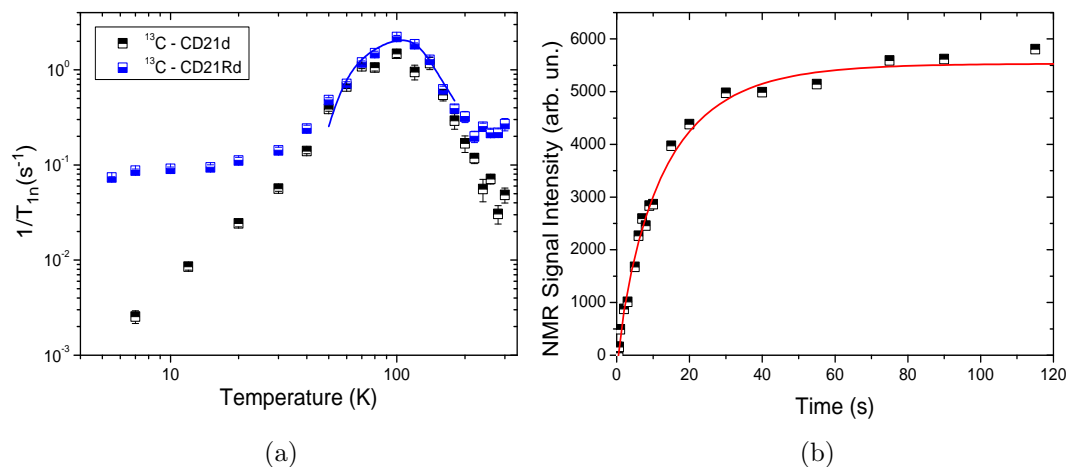 ¹³C - CD21d
¹³C - CD21Rd
10⁰
10⁻¹
10⁻²
10⁻³
1/T₁ₙ(s⁻¹)
10
100
Temperature (K)
(a)
6000
5000
4000
3000
2000
1000
0
NMR Signal Intensity (arb. un.)
0
20
40
60
80
100
120
Time (s)
(b)